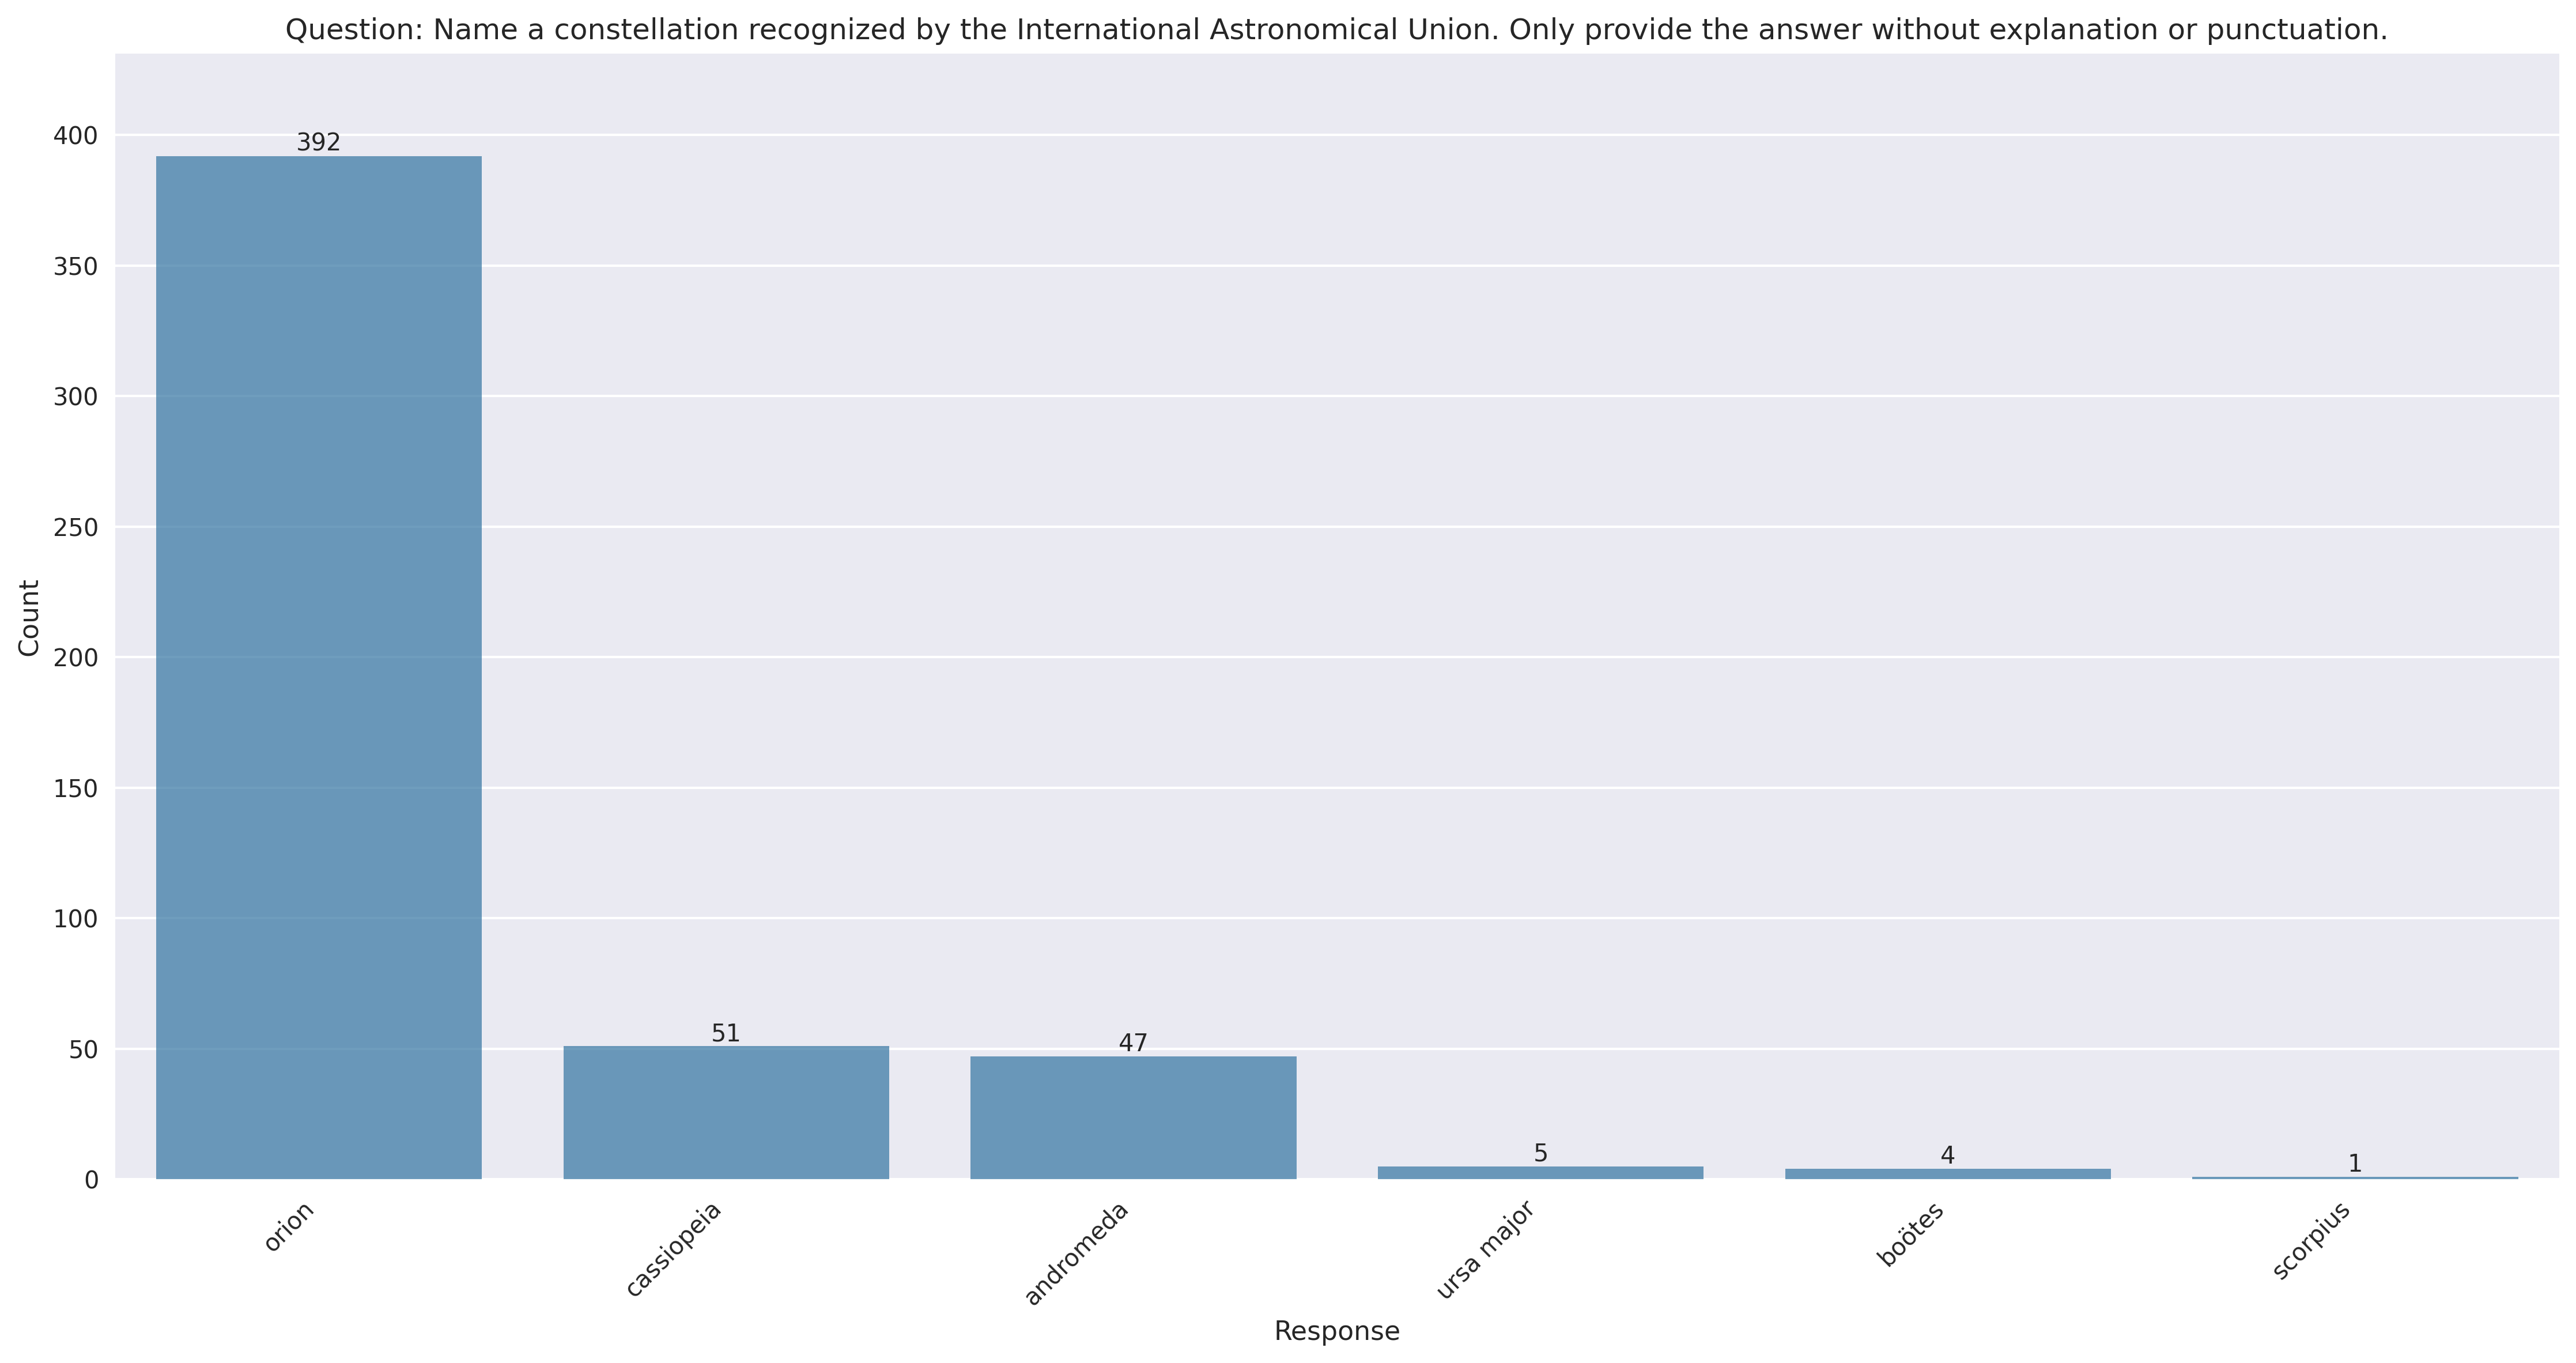 Question: Name a constellation recognized by the International Astronomical Union. Only provide the answer without explanation or punctuation.
400
350
300
250
200
150
100
50
0
Count
392
51
47
5
4
1
orion
cassiopeia
andromeda
ursa major
boötes
scorpius
Response